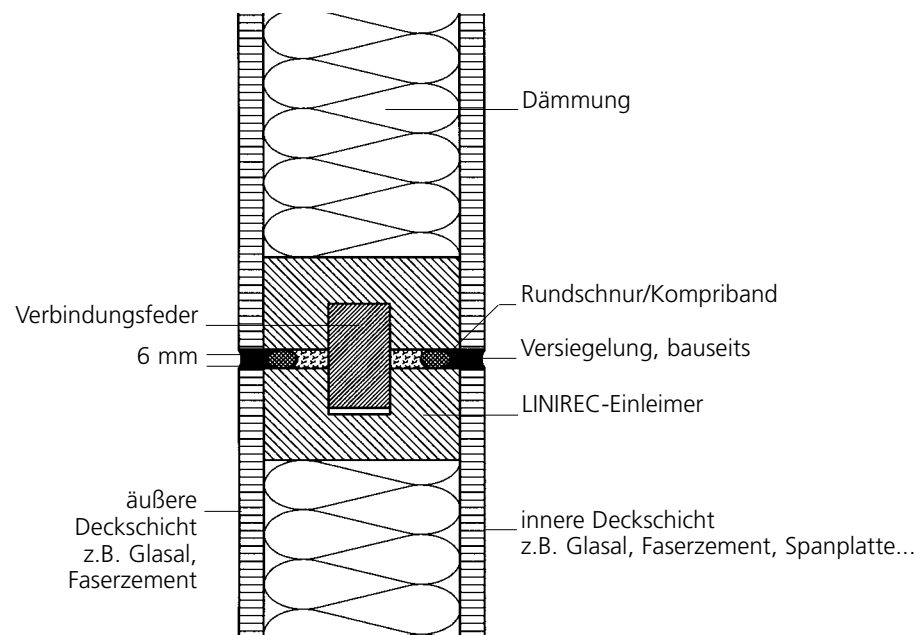 Dämmung
Rundschnur/Kompriband
Verbindungsfeder
6 mm
Versiegelung, bauseits
LINIREC-Einleimer
äußere
Deckschicht
z.B. Glasal,
Faserzement
innere Deckschicht
z.B. Glasal, Faserzement, Spanplatte...